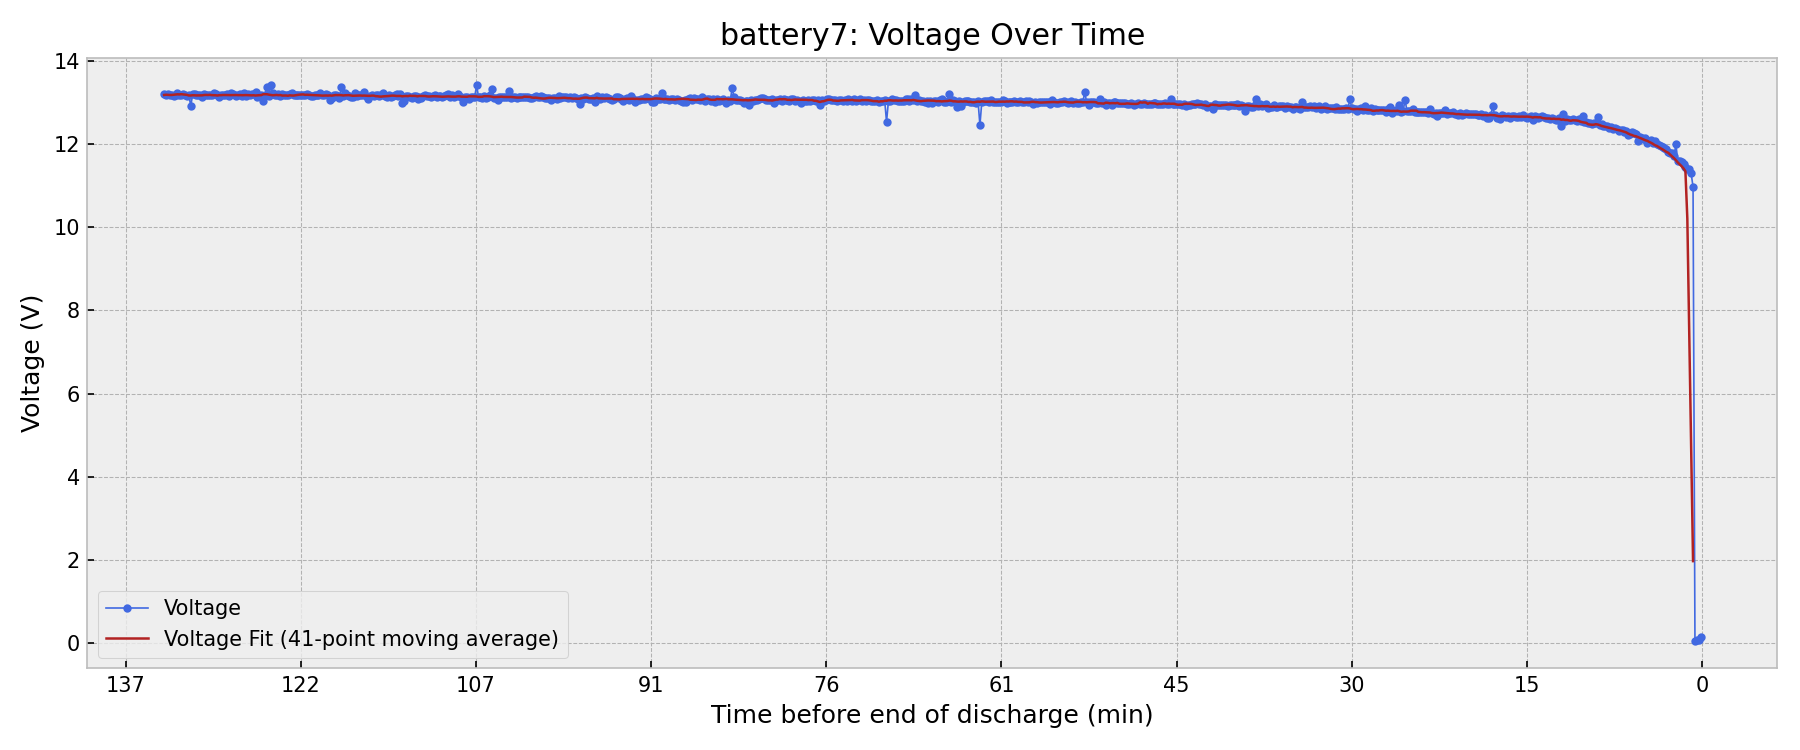 battery7: Voltage Over Time
14
12
10
8
6
4
2
0
Voltage (V)
Voltage
Voltage Fit (41-point moving average)
137 122 107 91 76 61 45 30 15 0
Time before end of discharge (min)